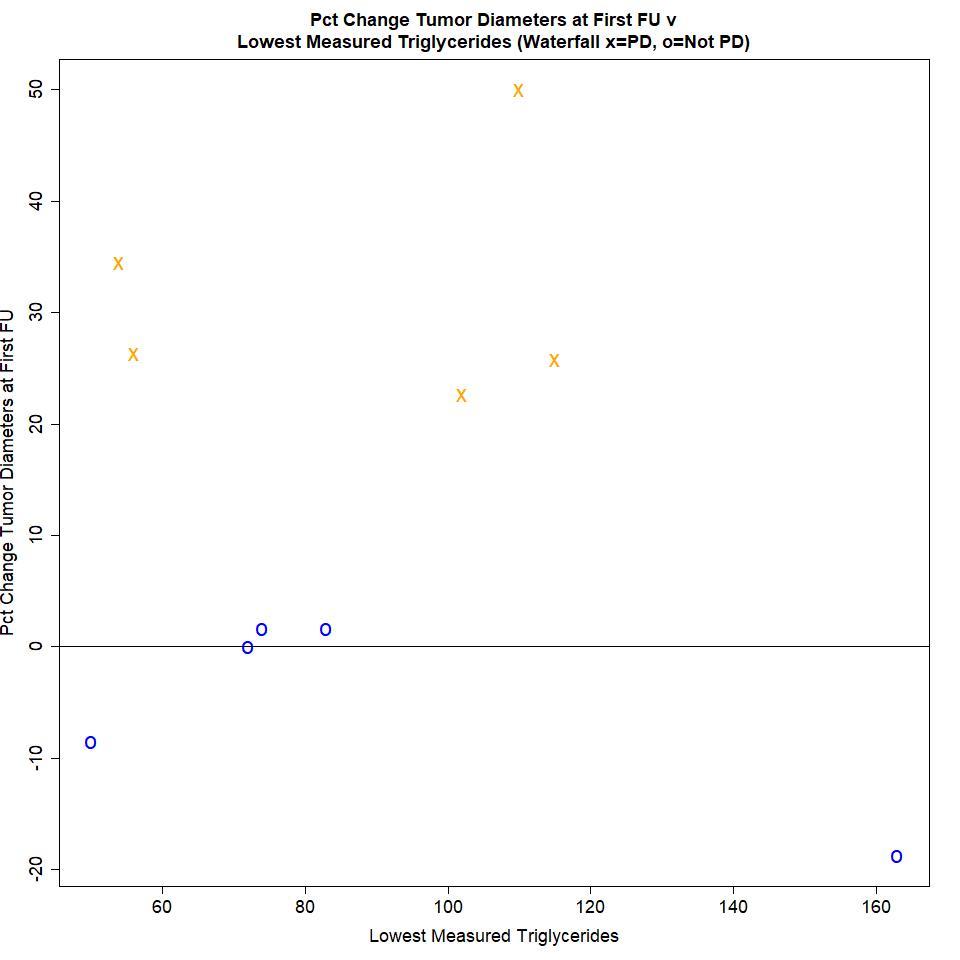 Pct Change Tumor Diameters at First FU v
Lowest Measured Triglycerides (Waterfall x=PD, o=Not PD)
Pct Change Tumor Diameters at First FU
50
40
30
20
10
0
-10
-20
X
X
X
X
X
O
O
O
O
O
60 80 100 120 140 160
Lowest Measured Triglycerides